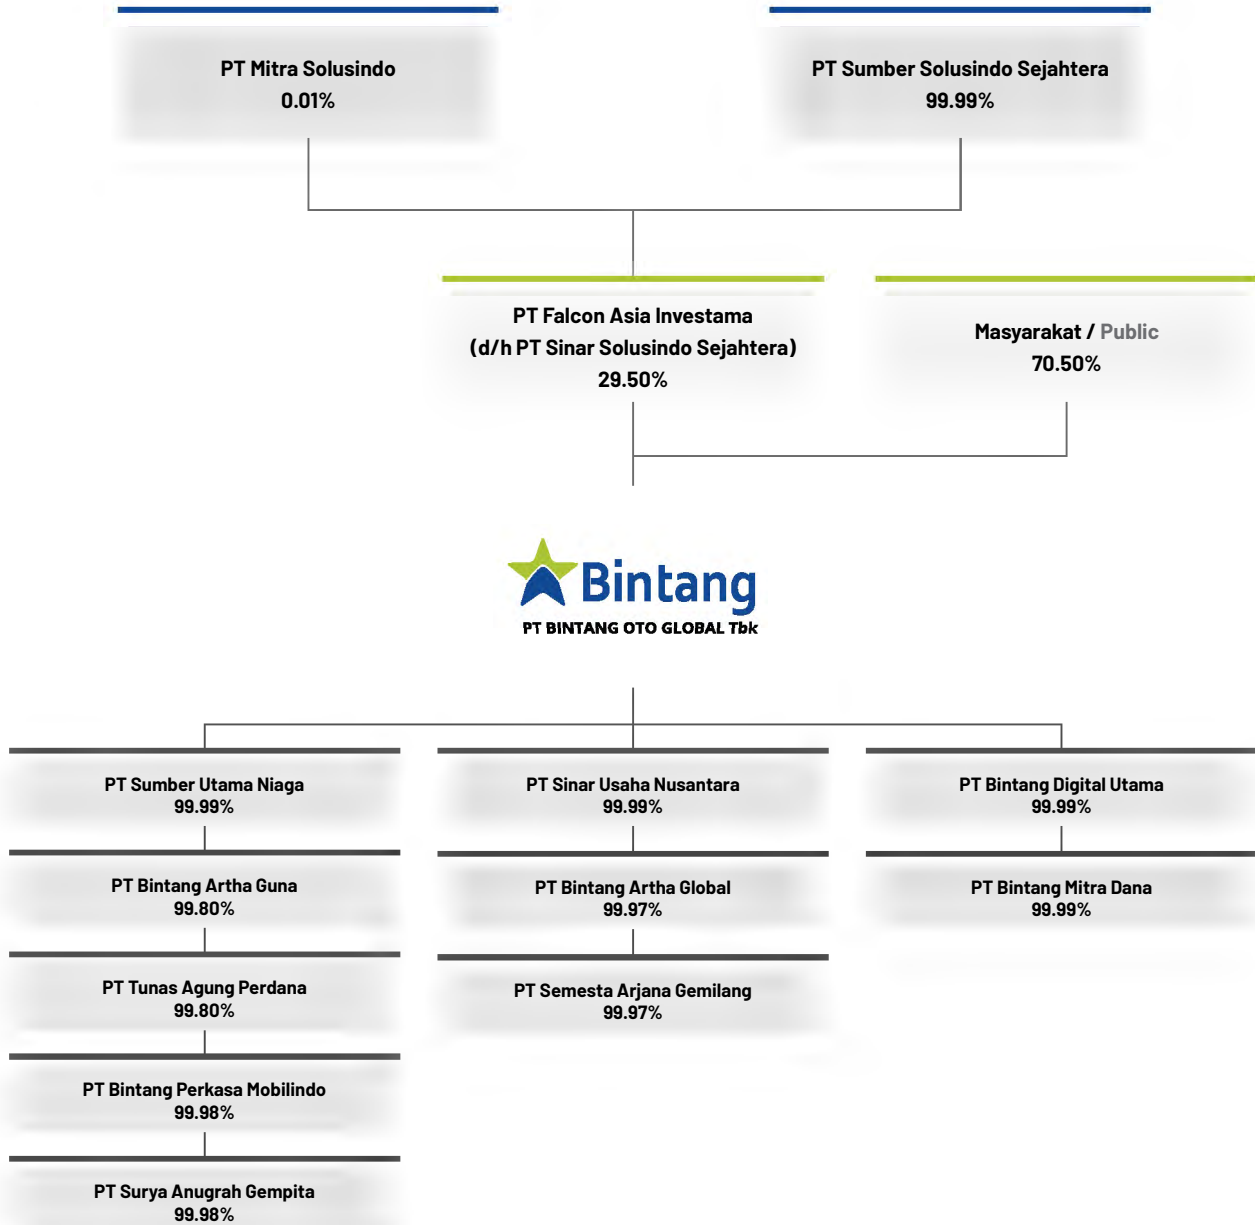 PT Mitra Solusindo
0.01%
PT Sumber Solusindo Sejahtera
99.99%
PT Falcon Asia Investama
(d/h PT Sinar Solusindo Sejahtera)
29.50%
Masyarakat / Public
70.50%
Bintang
PT BINTANG OTO GLOBAL Tbk
PT Sumber Utama Niaga
99.99%
PT Bintang Artha Guna
99.80%
PT Tunas Agung Perdana
99.80%
PT Bintang Perkasa Mobilindo
99.98%
PT Surya Anugrah Gempita
99.98%
PT Sinar Usaha Nusantara
99.99%
PT Bintang Artha Global
99.97%
PT Semesta Arjana Gemilang
99.97%
PT Bintang Digital Utama
99.99%
PT Bintang Mitra Dana
99.99%